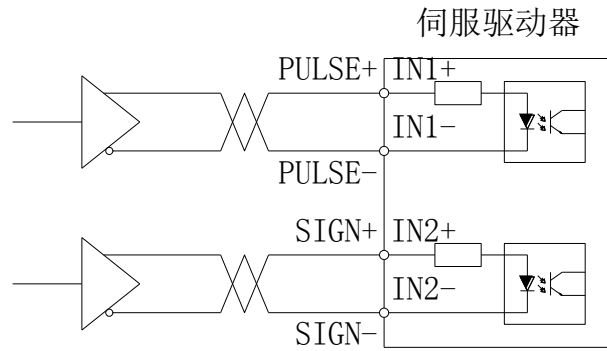 伺服驱动器
PULSE+ IN1+
IN1-
PULSE-
SIGN+ IN2+
IN2-
SIGN-